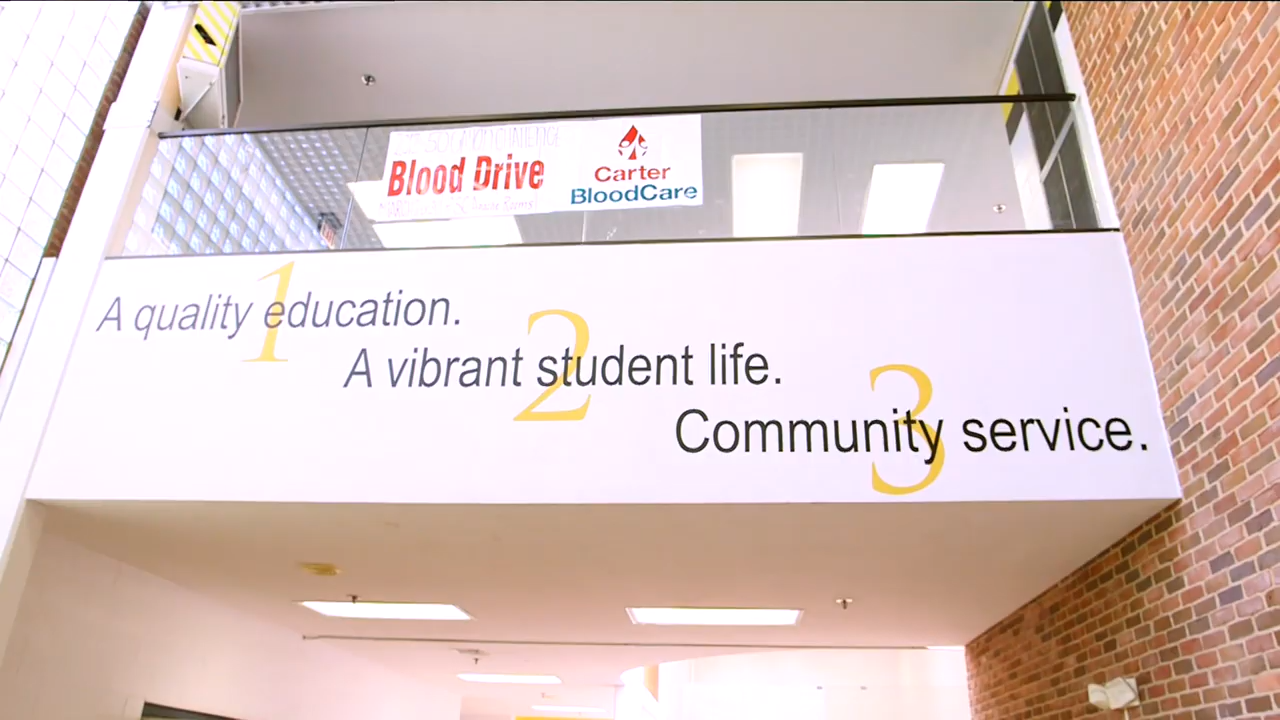 Blood Drive
Carter
BloodCare
1
A quality education.
2
A vibrant student life.
3
Community service.